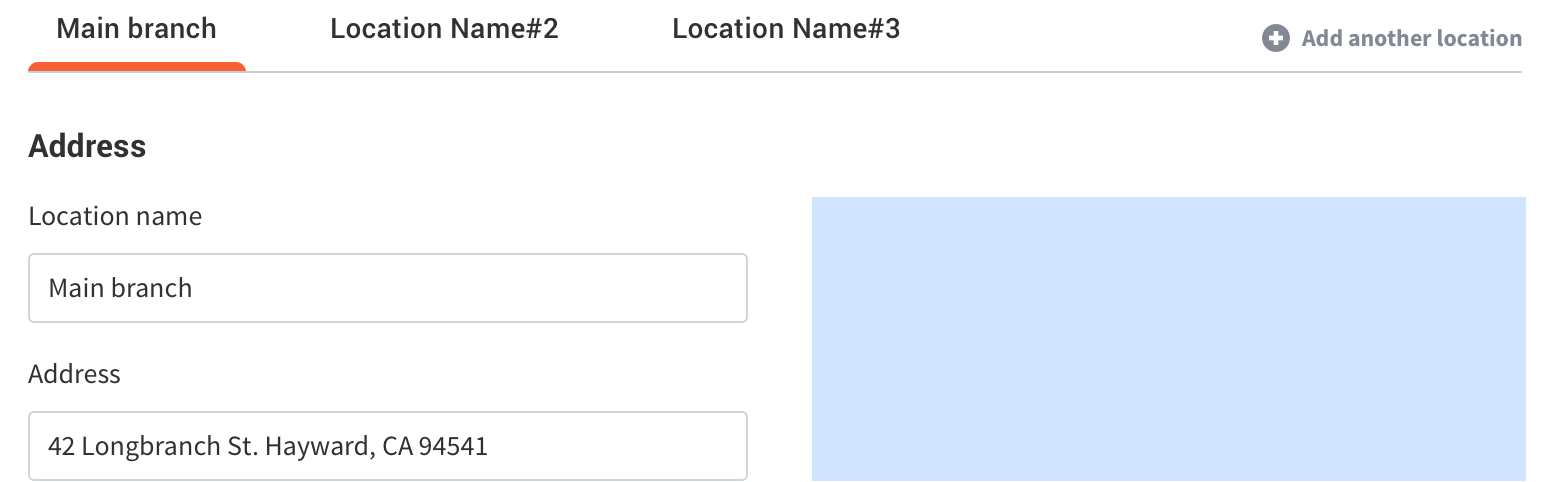 Main branch
Location Name#2
Location Name#3
Add another location
Address
Location name
Main branch
Address
42 Longbranch St. Hayward, CA 94541